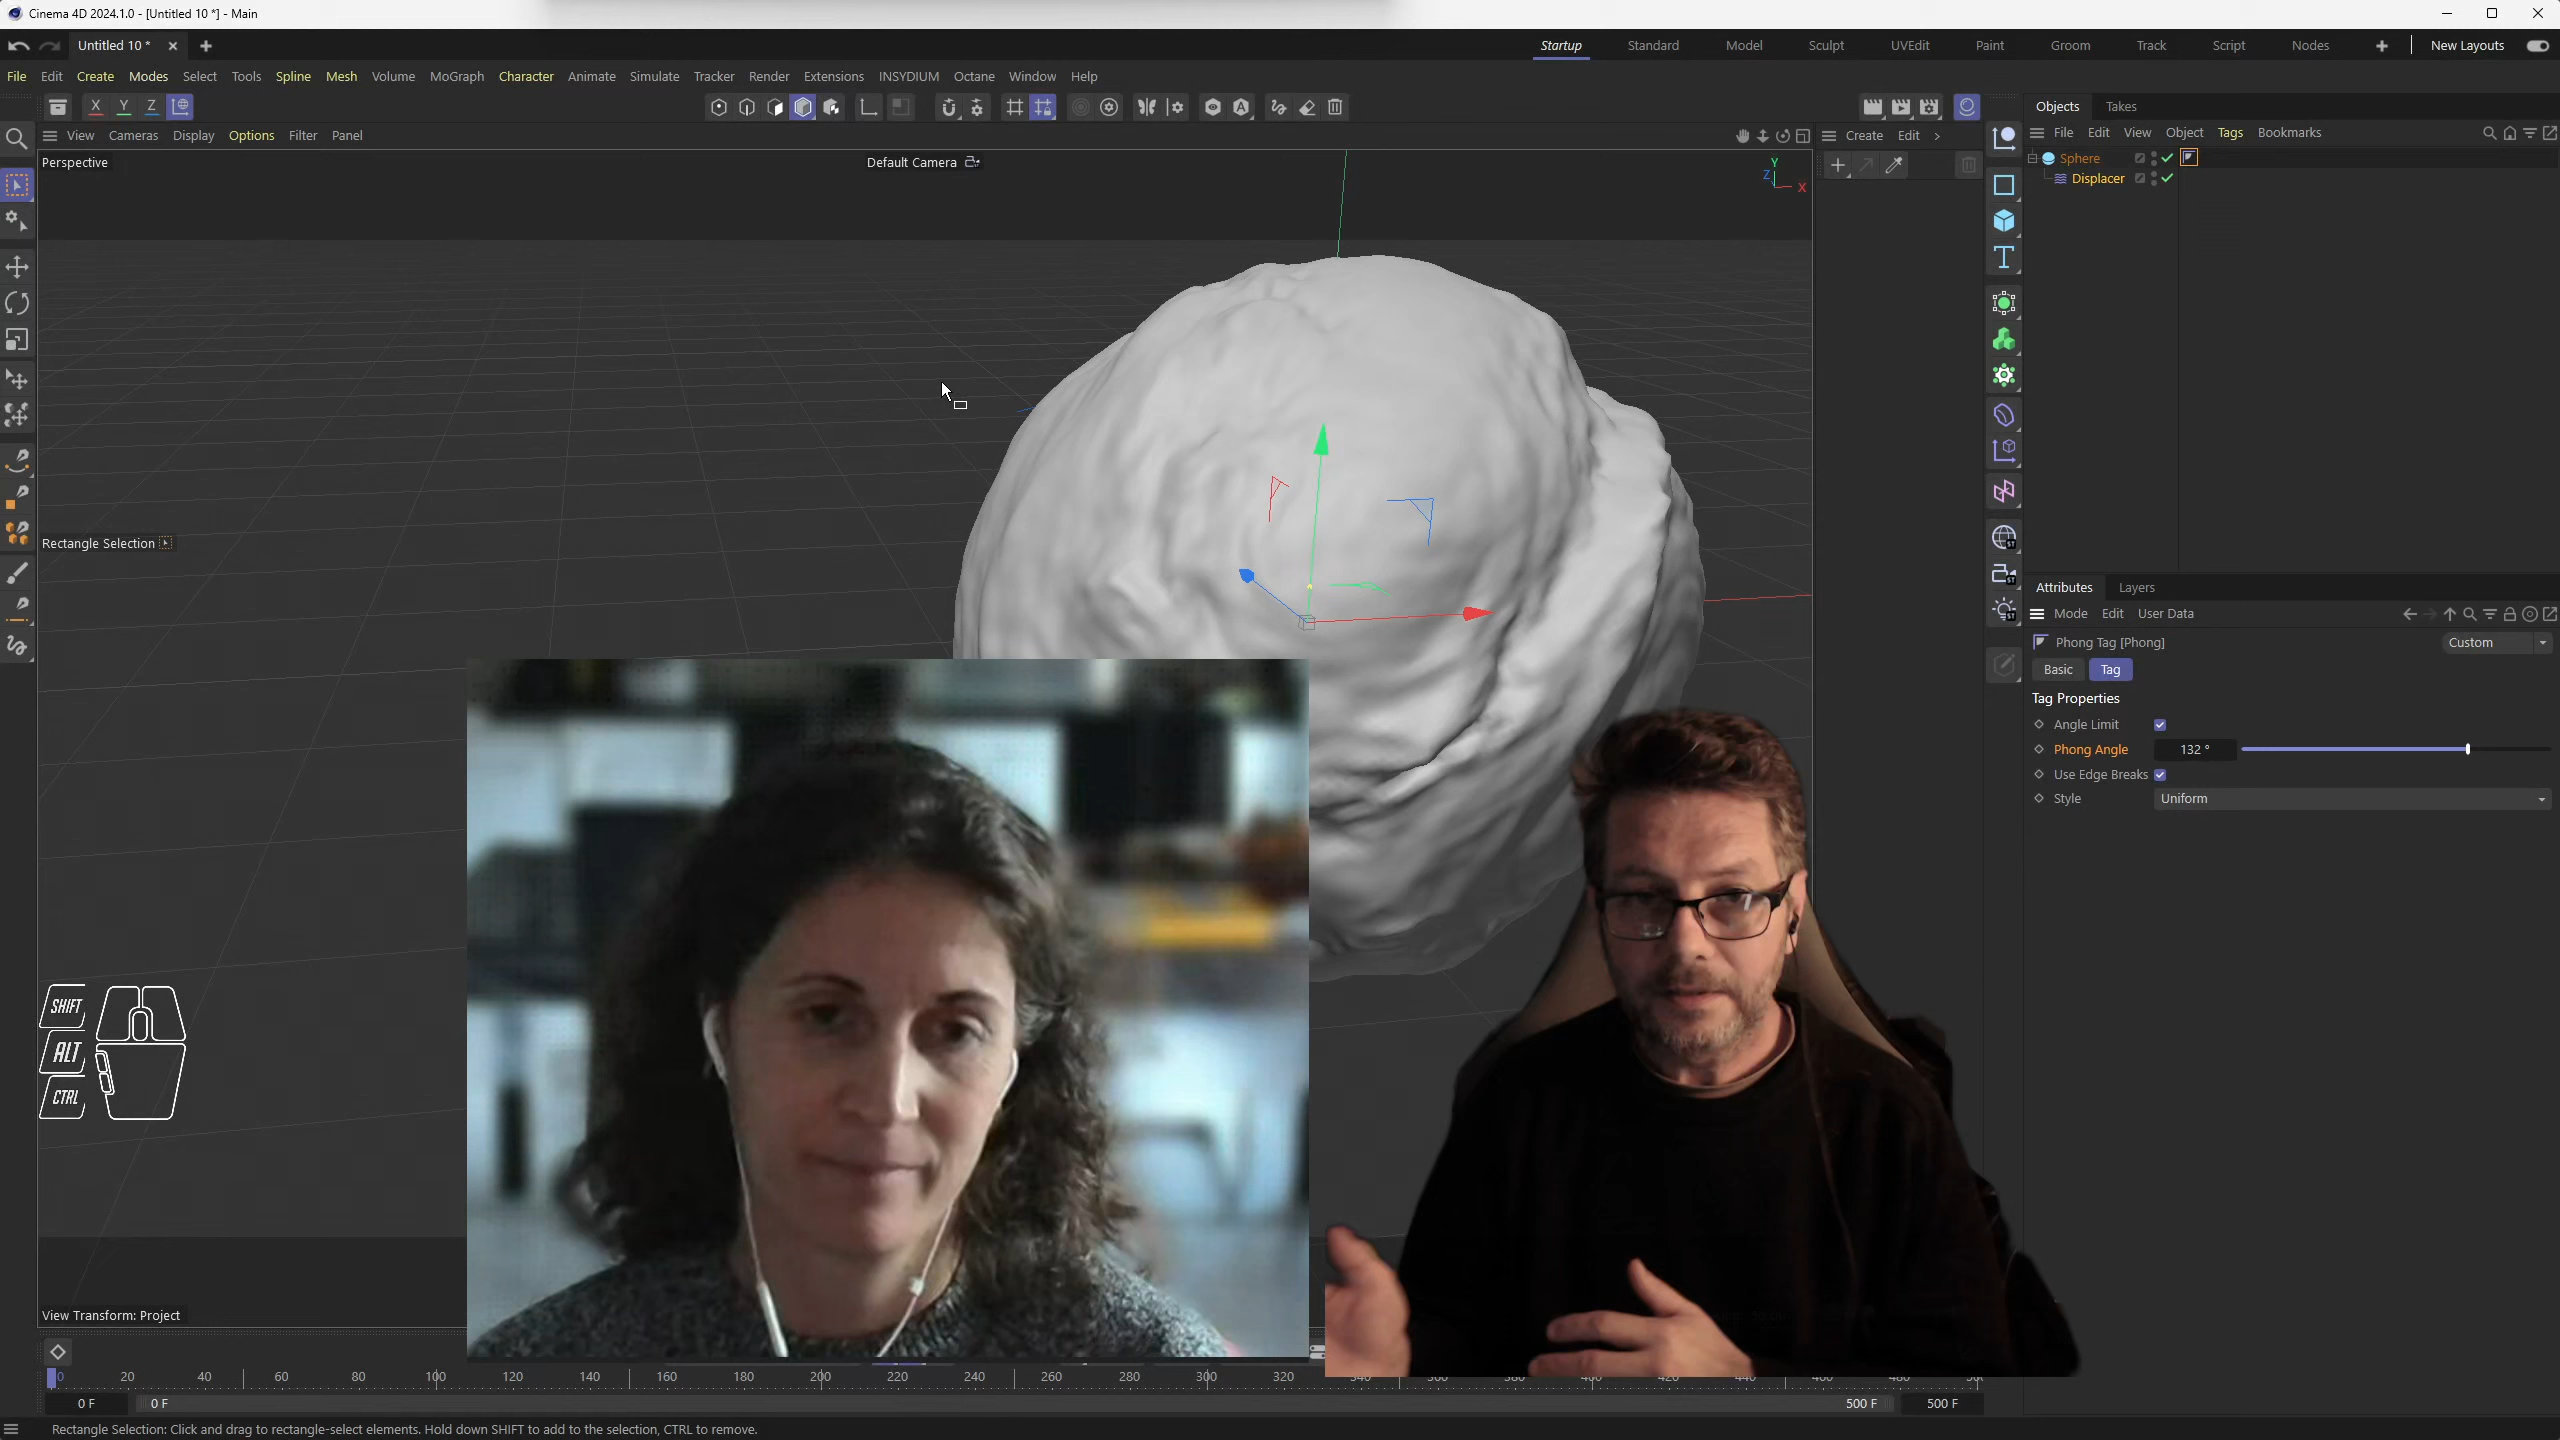 Cinema 4D 2024.1.0 - [Untitled 10 *] - Main
Untitled 10 *
Startup Standard Model Sculpt UVEdit Paint Groom Track Script Nodes New Layouts
File Edit Create Modes Select Tools Spline Mesh Volume MoGraph Character Animate Simulate Tracker Render Extensions INSYDIUM Octane Window Help
X Y Z
View Cameras Display Options Filter Panel
Create Edit
Perspective
Default Camera
Y
Z
X
Rectangle Selection
SHIFT
ALT
CTRL
View Transform: Project
Objects Takes
File Edit View Object Tags Bookmarks
Sphere
Displacer
Attributes Layers
Mode Edit User Data
Phong Tag [Phong]
Custom
Basic Tag
Tag Properties
Angle Limit
Phong Angle 132 °
Use Edge Breaks
Style Uniform
0 20 40 60 80 100 120 140 160 180 200 220 240 260 280 300 320
0 F 0 F 500 F 500 F
Rectangle Selection: Click and drag to rectangle-select elements. Hold down SHIFT to add to the selection, CTRL to remove.